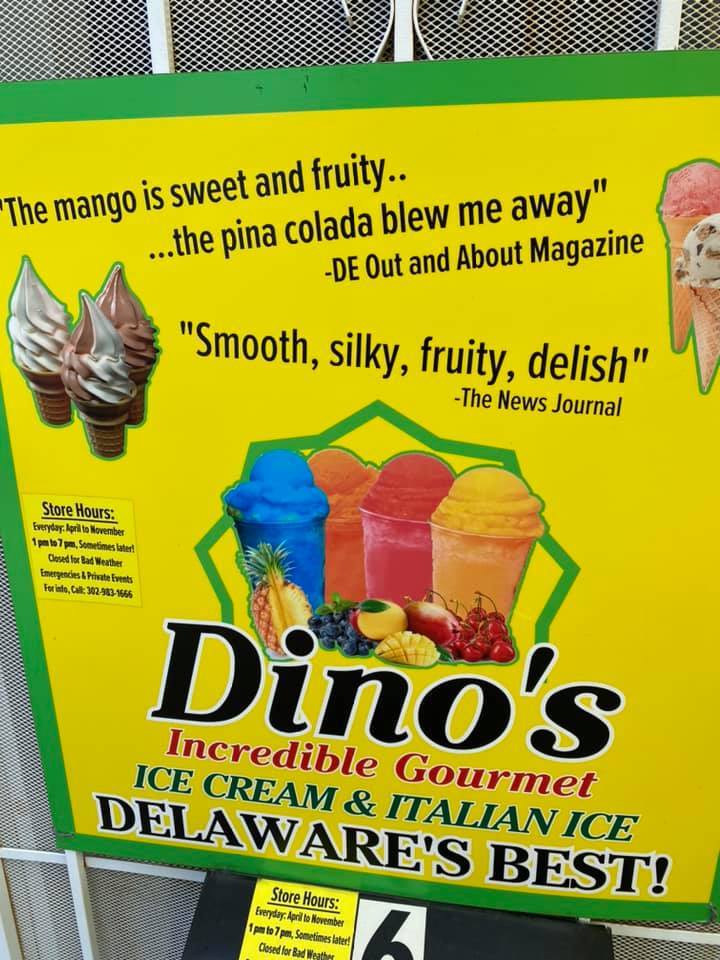 "The mango is sweet and fruity..
...the pina colada blew me away"
-DE Out and About Magazine
"Smooth, silky, fruity, delish"
-The News Journal
Store Hours:
Everyday: April to November
1 pm to 7 pm, Sometimes later!
Closed for Bad Weather
Emergencies & Private Events
For info, Call: 302-983-1666
Dino's
Incredible Gourmet
ICE CREAM & ITALIAN ICE
DELAWARE'S BEST!
Store Hours:
Everyday: April to November
1 pm to 7 pm, Sometimes later!
Closed for Bad Weather
6